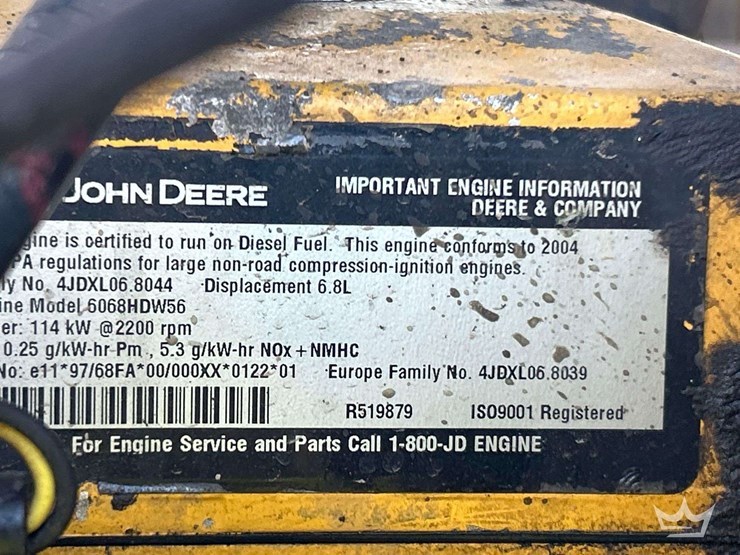 JOHN DEERE
IMPORTANT ENGINE INFORMATION
DEERE & COMPANY
gine is certified to run on Diesel Fuel. This engine conforms to 2004
PA regulations for large non-road compression-ignition engines.
ly No. 4JDXL06.8044 Displacement 6.8L
ine Model 6068HDW56
er: 114 kW @2200 rpm
0.25 g/kW-hr Pm , 5.3 g/kW-hr NOx + NMHC
No: e11*97/68FA*00/000XX*0122*01 Europe Family No. 4JDXL06.8039
R519879 ISO9001 Registered
For Engine Service and Parts Call 1-800-JD ENGINE